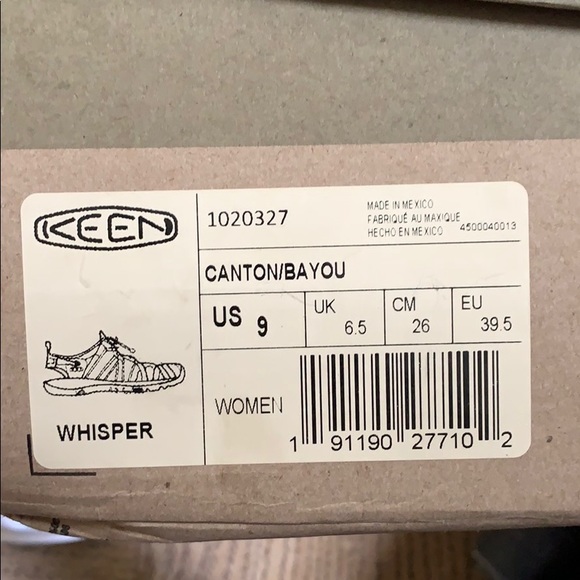 KEEN
WHISPER
1020327
MADE IN MEXICO
FABRIQUÉ AU MAXIQUE
HECHO EN MEXICO 4500040013
CANTON/BAYOU
US 9
UK 6.5
CM 26
EU 39.5
WOMEN
1 91190 27710 2